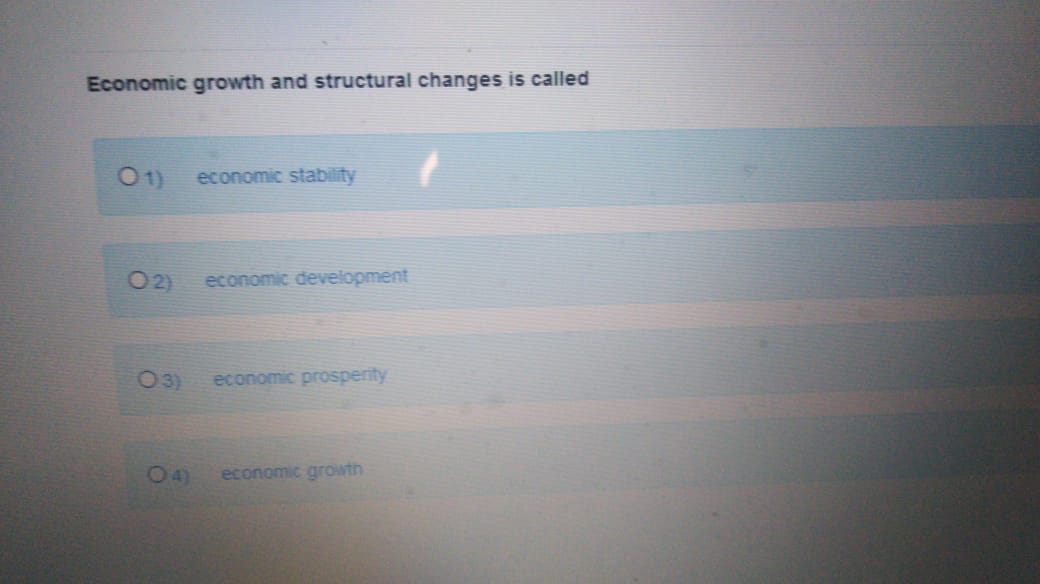 Economic growth and structural changes is called
1) economic stability
2) economic development
3) economic prosperity
4) economic growth